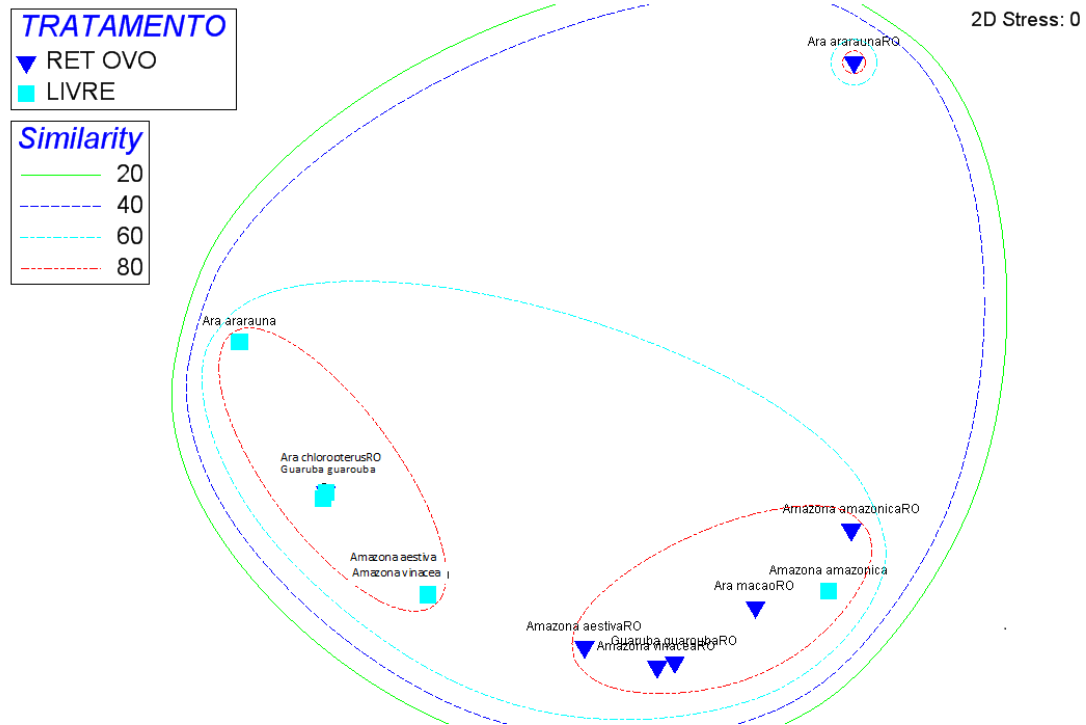 TRATAMENTO
RET OVO
LIVRE
Similarity
20
40
60
80
2D Stress: 0
Ara araraunaRO
Ara ararauna
Ara chloropterusRO
Guaruba guarouba
Amazona aestiva
Amazona vinacea
Amazona amazonicaRO
Amazona amazonica
Ara macaoRO
Amazona aestivaRO
Guaruba guaroubaRO
Amazona vinaceaRO